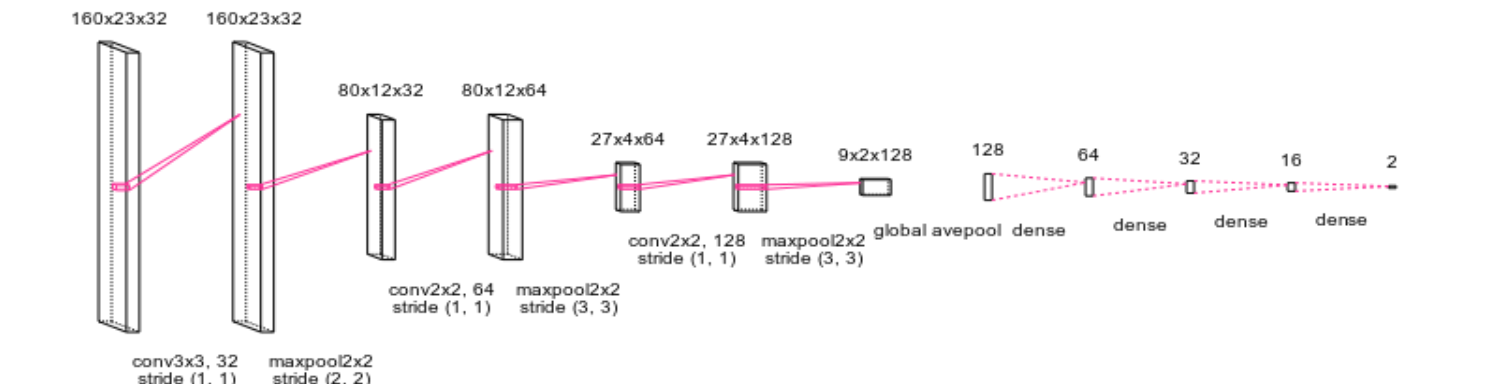 160x23x32
160x23x32
80x12x32
80x12x64
27x4x64
27x4x128
9x2x128
128
64
32
16
2
conv3x3, 32
stride (1, 1)
maxpool2x2
stride (2, 2)
conv2x2, 64
stride (1, 1)
maxpool2x2
stride (3, 3)
conv2x2, 128
stride (1, 1)
maxpool2x2
stride (3, 3)
global avepool
dense
dense
dense
dense